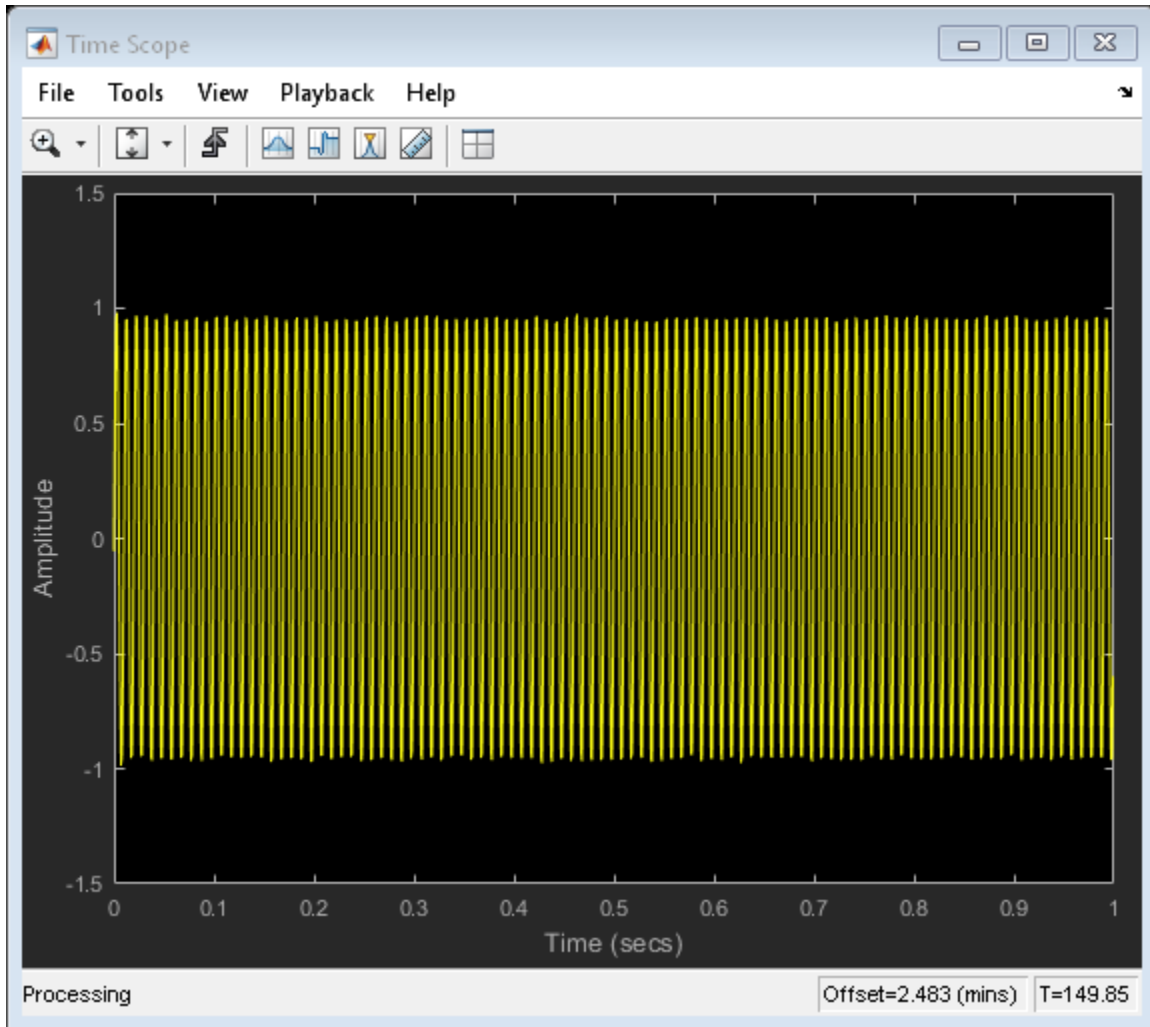 Time Scope
File Tools View Playback Help
1.5
1
0.5
0
-0.5
-1
-1.5
Amplitude
0 0.1 0.2 0.3 0.4 0.5 0.6 0.7 0.8 0.9 1
Time (secs)
Processing Offset=2.483 (mins) T=149.85